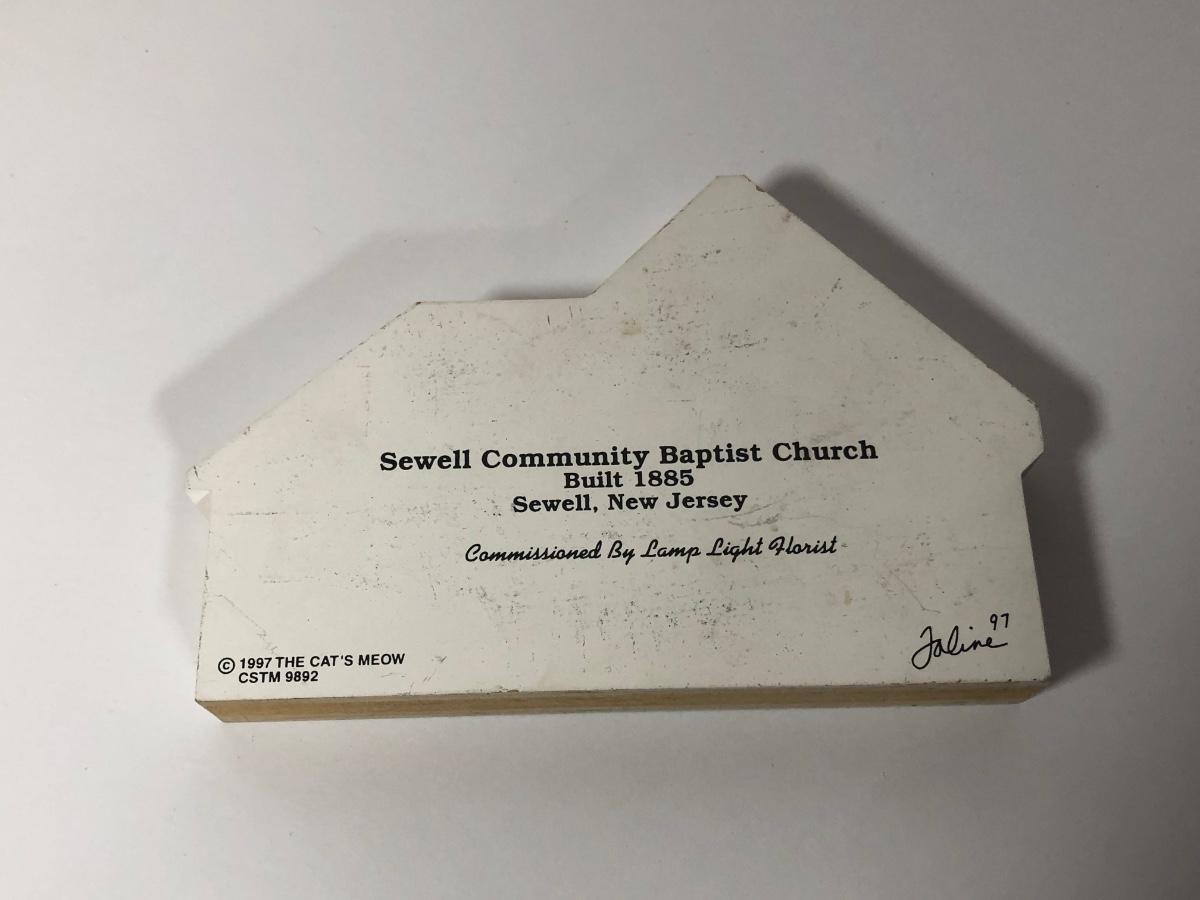 Sewell Community Baptist Church
Built 1885
Sewell, New Jersey
Commissioned By Lamp Light Florist
© 1997 THE CAT'S MEOW
CSTM 9892
Faline 97